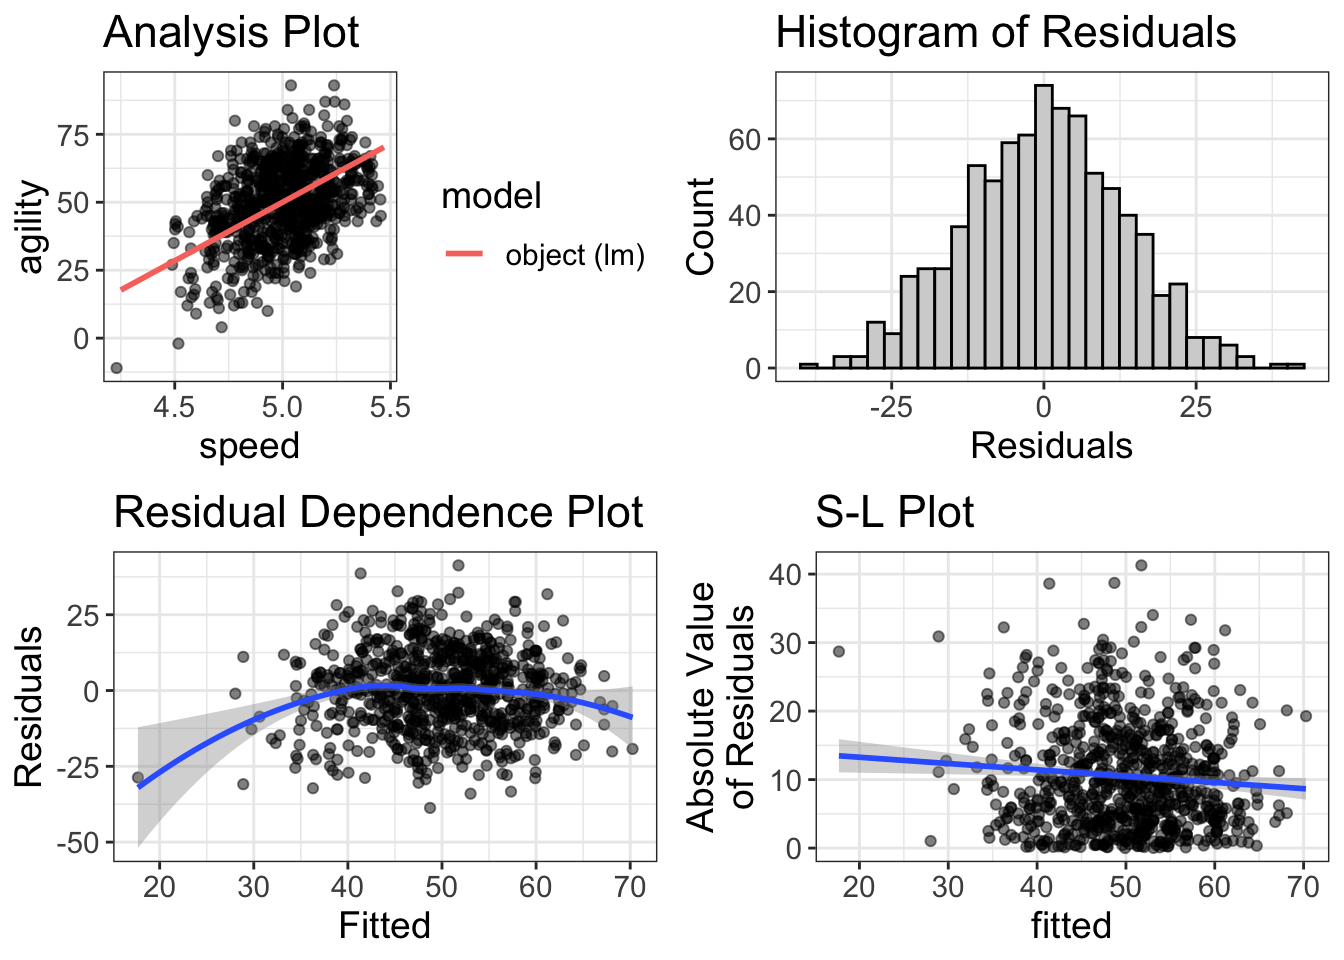 Analysis Plot
75
50
25
0
agility
4.5 5.0 5.5
speed
model
object (lm)
Histogram of Residuals
60
40
20
0
Count
-25 0 25
Residuals
Residual Dependence Plot
25
0
-25
-50
Residuals
20 30 40 50 60 70
Fitted
S-L Plot
40
30
20
10
0
Absolute Value
of Residuals
20 30 40 50 60 70
fitted